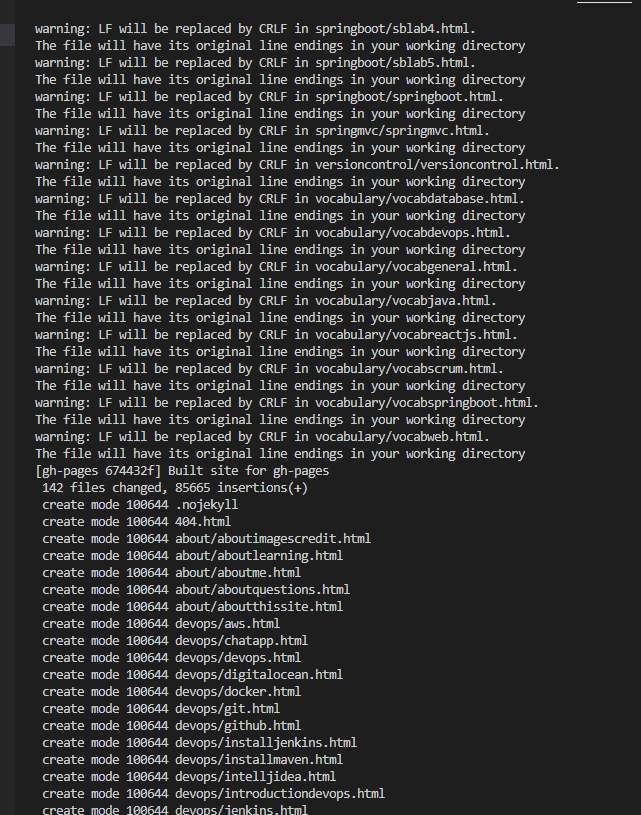 warning: LF will be replaced by CRLF in springboot/sblab4.html.
The file will have its original line endings in your working directory
warning: LF will be replaced by CRLF in springboot/sblab5.html.
The file will have its original line endings in your working directory
warning: LF will be replaced by CRLF in springboot/springboot.html.
The file will have its original line endings in your working directory
warning: LF will be replaced by CRLF in springmvc/springmvc.html.
The file will have its original line endings in your working directory
warning: LF will be replaced by CRLF in versioncontrol/versioncontrol.html.
The file will have its original line endings in your working directory
warning: LF will be replaced by CRLF in vocabulary/vocabdatabase.html.
The file will have its original line endings in your working directory
warning: LF will be replaced by CRLF in vocabulary/vocabdevops.html.
The file will have its original line endings in your working directory
warning: LF will be replaced by CRLF in vocabulary/vocabgeneral.html.
The file will have its original line endings in your working directory
warning: LF will be replaced by CRLF in vocabulary/vocabjava.html.
The file will have its original line endings in your working directory
warning: LF will be replaced by CRLF in vocabulary/vocabreactjs.html.
The file will have its original line endings in your working directory
warning: LF will be replaced by CRLF in vocabulary/vocabscrum.html.
The file will have its original line endings in your working directory
warning: LF will be replaced by CRLF in vocabulary/vocabspringboot.html.
The file will have its original line endings in your working directory
warning: LF will be replaced by CRLF in vocabulary/vocabweb.html.
The file will have its original line endings in your working directory
[gh-pages 674432f] Built site for gh-pages
142 files changed, 85665 insertions(+)
create mode 100644 .nojekyll
create mode 100644 404.html
create mode 100644 about/aboutimagescredit.html
create mode 100644 about/aboutlearning.html
create mode 100644 about/aboutme.html
create mode 100644 about/aboutquestions.html
create mode 100644 about/aboutthissite.html
create mode 100644 devops/aws.html
create mode 100644 devops/chatapp.html
create mode 100644 devops/devops.html
create mode 100644 devops/digitalocean.html
create mode 100644 devops/docker.html
create mode 100644 devops/git.html
create mode 100644 devops/github.html
create mode 100644 devops/installjenkins.html
create mode 100644 devops/installmaven.html
create mode 100644 devops/intelljidea.html
create mode 100644 devops/introductiondevops.html
create mode 100644 devops/jenkins.html